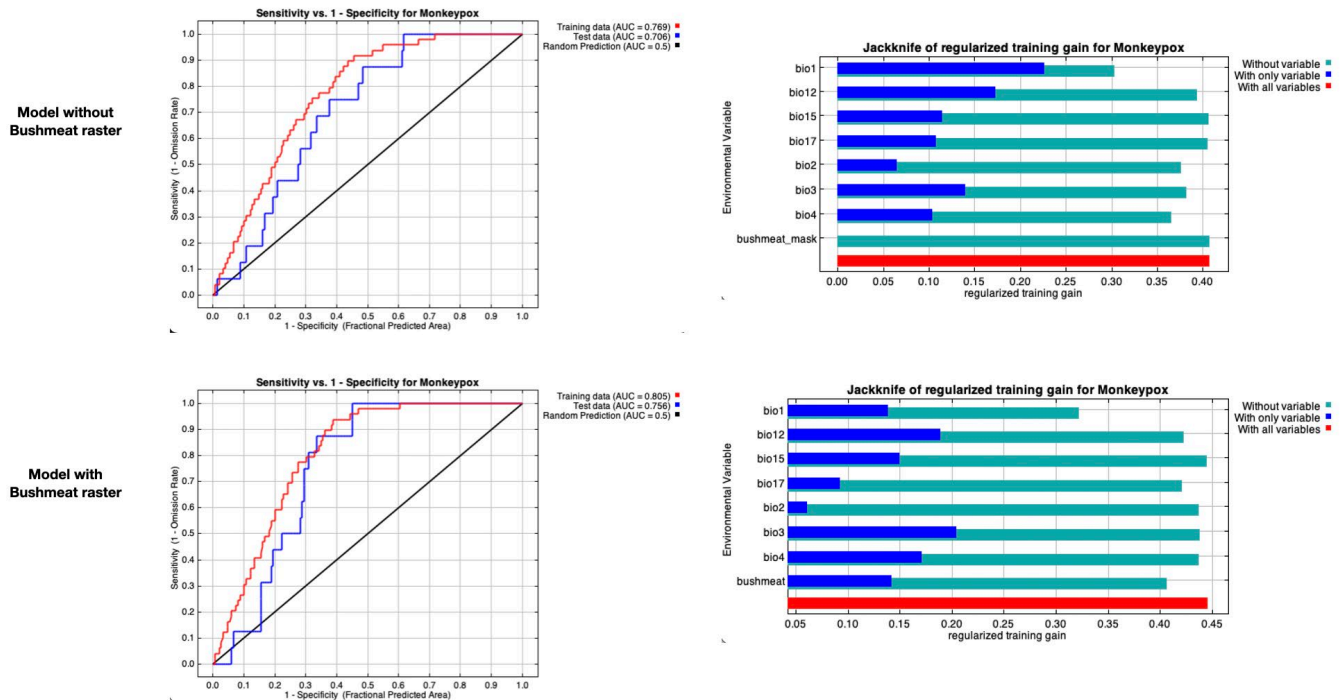 Model without
Bushmeat raster
Sensitivity vs. 1 - Specificity for Monkeypox
Training data (AUC = 0.769)
Test data (AUC = 0.706)
Random Prediction (AUC = 0.5)
Sensitivity (1 - Omission Rate)
1.0
0.9
0.8
0.7
0.6
0.5
0.4
0.3
0.2
0.1
0.0
0.0 0.1 0.2 0.3 0.4 0.5 0.6 0.7 0.8 0.9 1.0
1 - Specificity (Fractional Predicted Area)
Jackknife of regularized training gain for Monkeypox
Without variable
With only variable
With all variables
Environmental Variable
bio1
bio12
bio15
bio17
bio2
bio3
bio4
bushmeat_mask
0.00 0.05 0.10 0.15 0.20 0.25 0.30 0.35 0.40
regularized training gain
Model with
Bushmeat raster
Sensitivity vs. 1 - Specificity for Monkeypox
Training data (AUC = 0.805)
Test data (AUC = 0.756)
Random Prediction (AUC = 0.5)
Sensitivity (1 - Omission Rate)
1.0
0.9
0.8
0.7
0.6
0.5
0.4
0.3
0.2
0.1
0.0
0.0 0.1 0.2 0.3 0.4 0.5 0.6 0.7 0.8 0.9 1.0
1 - Specificity (Fractional Predicted Area)
Jackknife of regularized training gain for Monkeypox
Without variable
With only variable
With all variables
Environmental Variable
bio1
bio12
bio15
bio17
bio2
bio3
bio4
bushmeat
0.05 0.10 0.15 0.20 0.25 0.30 0.35 0.40 0.45
regularized training gain